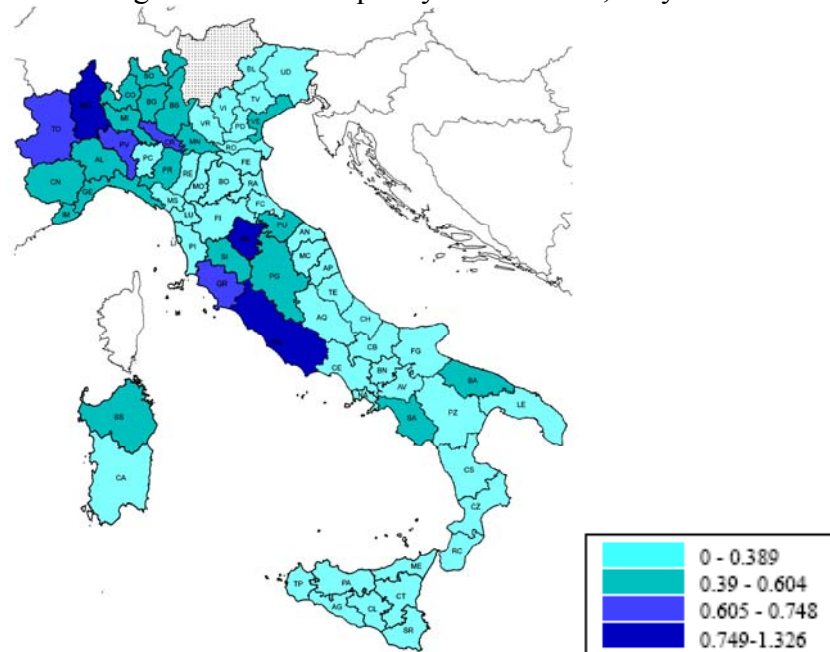 SO
BL
UD
CO
BG
BS
TV
VI
MI
VR
PD
VE
TO
PV
MN
RO
AL
PC
PR
FE
RE
MO
BO
RA
CN
GE
MS
FC
LU
FI
PU
IM
AN
PI
MC
SI
PG
AP
GR
TE
AQ
CH
CB
FG
CE
BN
BA
AV
SA
PZ
LE
SS
CA
CS
CZ
RC
ME
TP
PA
CT
AG
CL
SR
0 - 0.389
0.39 - 0.604
0.605 - 0.748
0.749-1.326